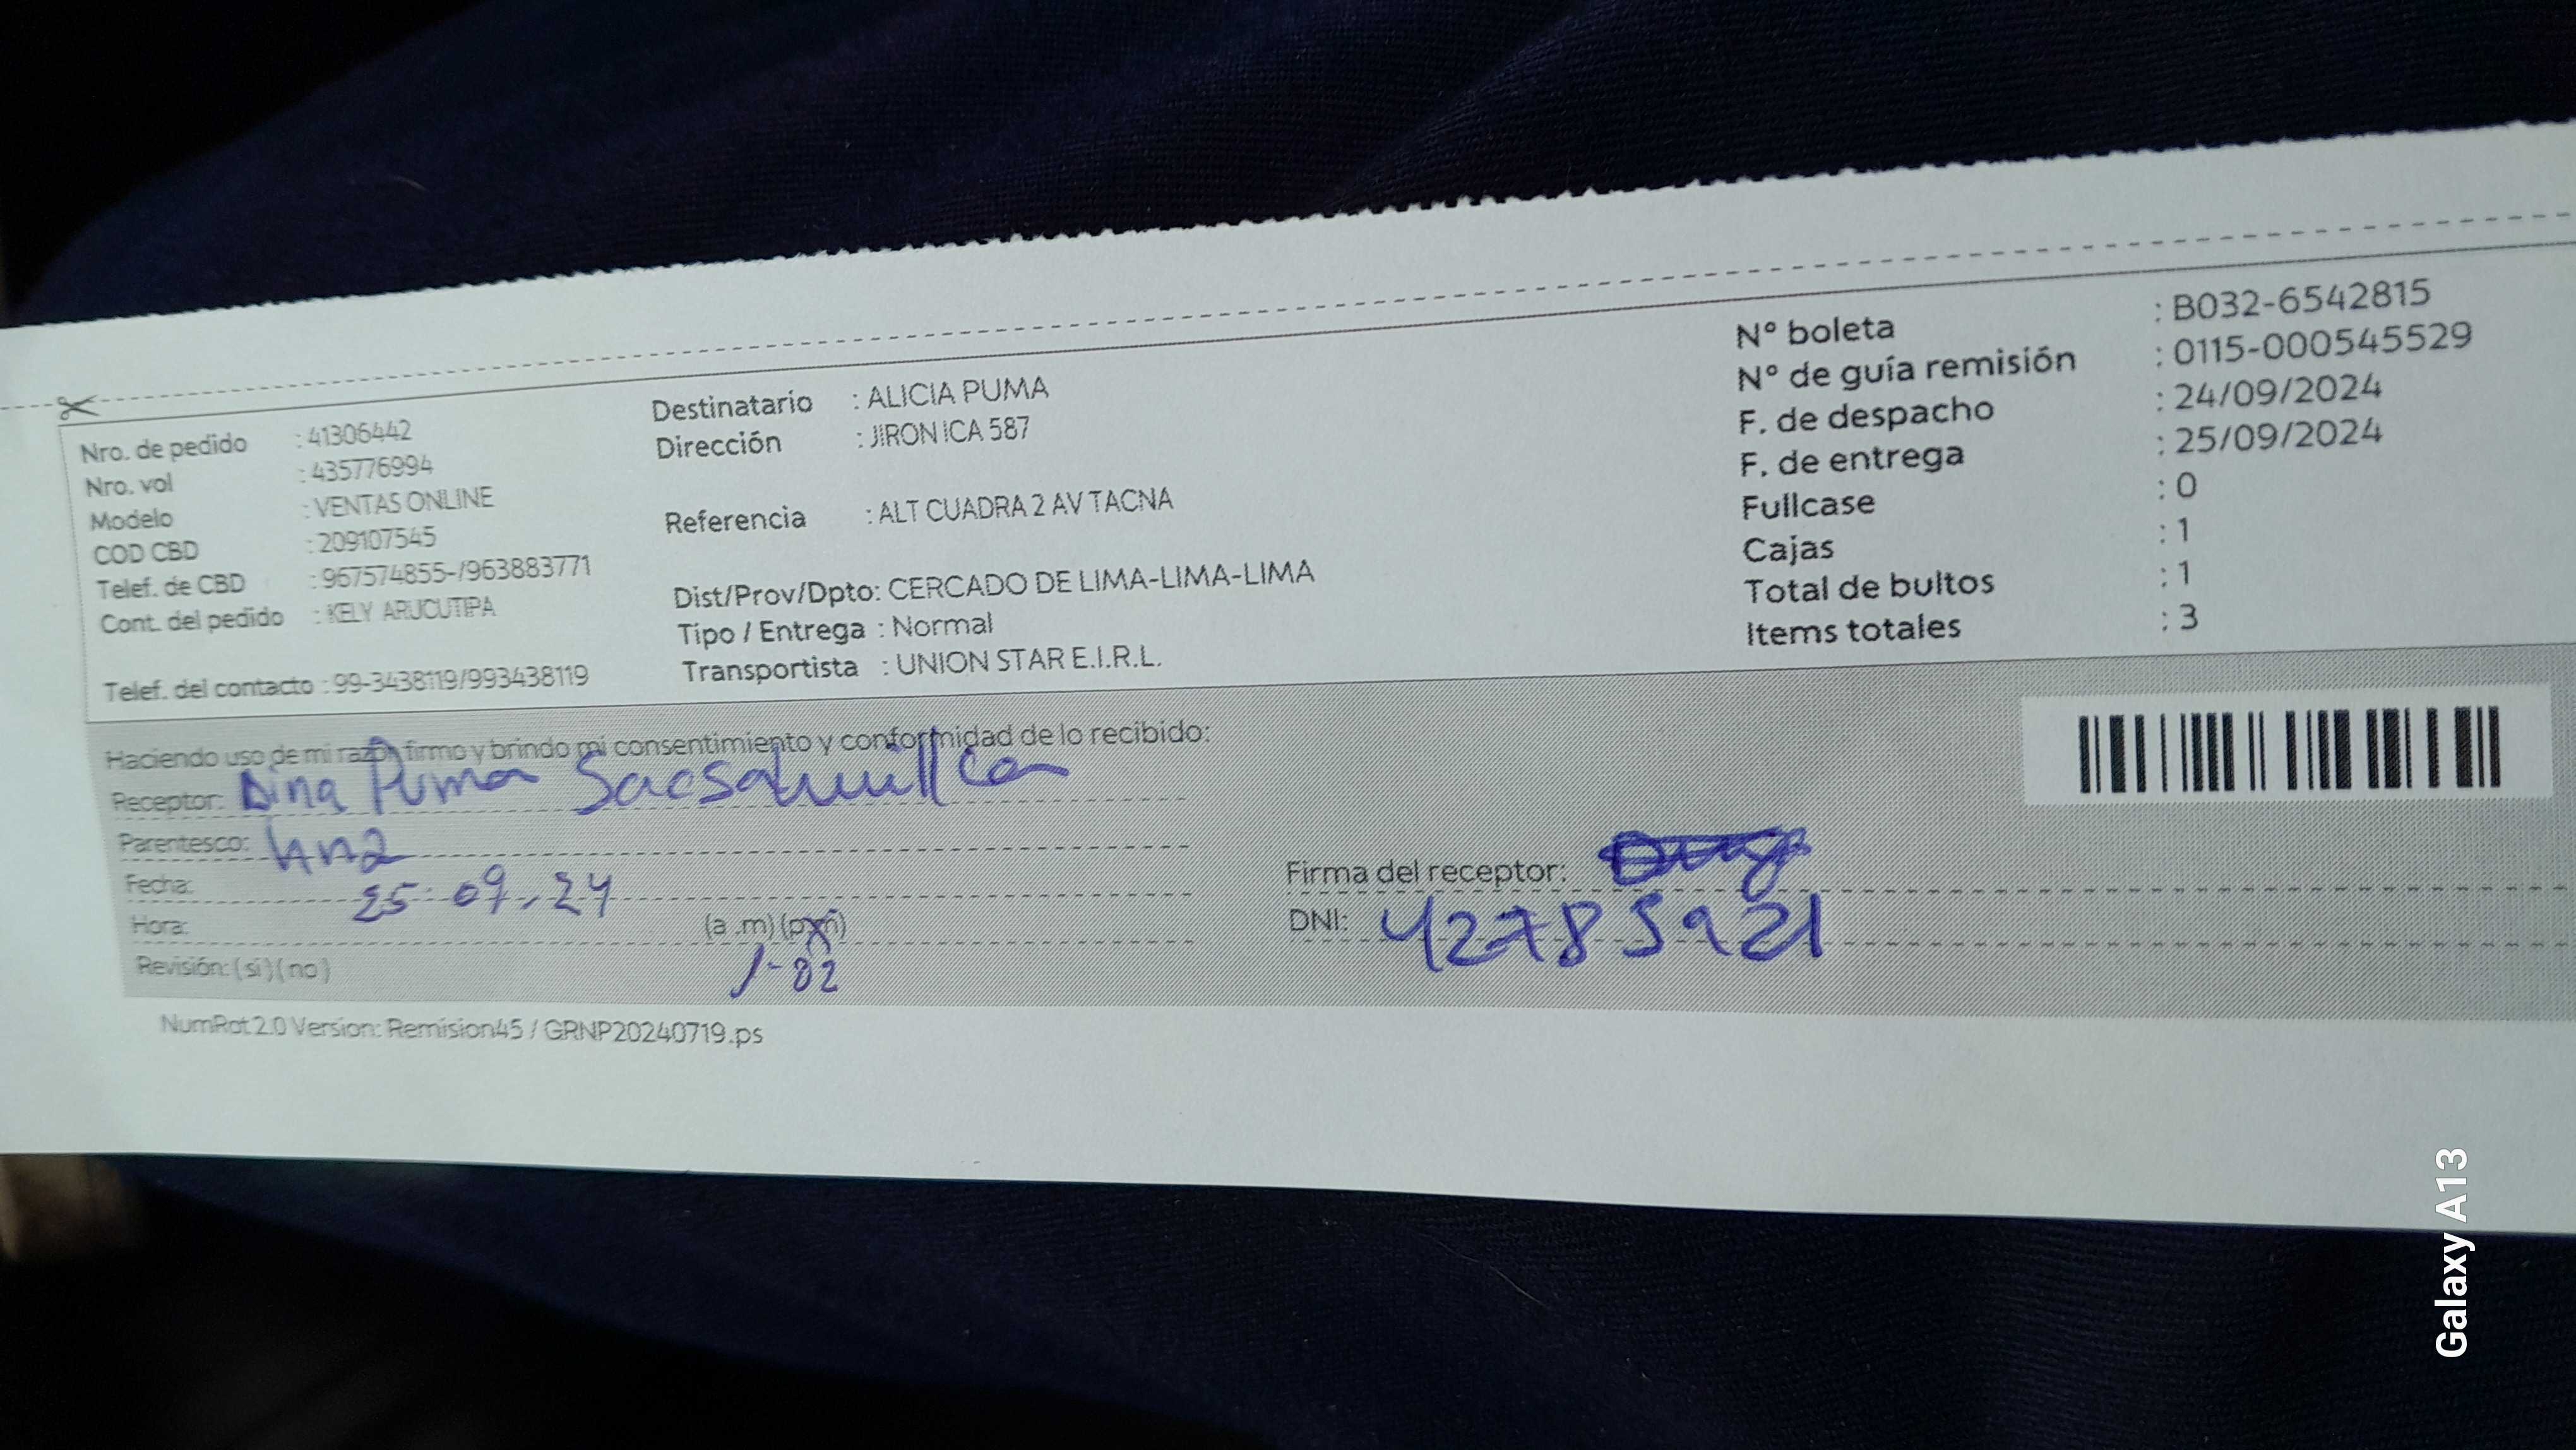 Nro. de pedido : 41306442
Nro. vol : 435776994
Modelo : VENTAS ONLINE
COD CBD : 209107545
Telef. de CBD : 967574855-/963883771
Cont. del pedido : KELY ARUCUTIPA
Telef. del contacto : 99-3438119/993438119
Destinatario : ALICIA PUMA
Dirección : JIRON ICA 587
Referencia : ALT CUADRA 2 AV TACNA
Dist/Prov/Dpto: CERCADO DE LIMA-LIMA-LIMA
Tipo / Entrega : Normal
Transportista : UNION STAR E.I.R.L.
N° boleta : B032-6542815
N° de guía remisión : 0115-000545529
F. de despacho : 24/09/2024
F. de entrega : 25/09/2024
Fullcase : 0
Cajas : 1
Total de bultos : 1
Items totales : 3
Haciendo uso de mi razón firmo y brindo mi consentimiento y conformidad de lo recibido:
Receptor: Dina Puma
Parentesco:
Fecha: 25-09-24
Hora: (a .m) (p.m)
1-02
Revisión: ( si ) ( no )
Firma del receptor:
DNI: 42785921
NumRot 2.0 Version: Remision45 / GRNP20240719.ps
Galaxy A13